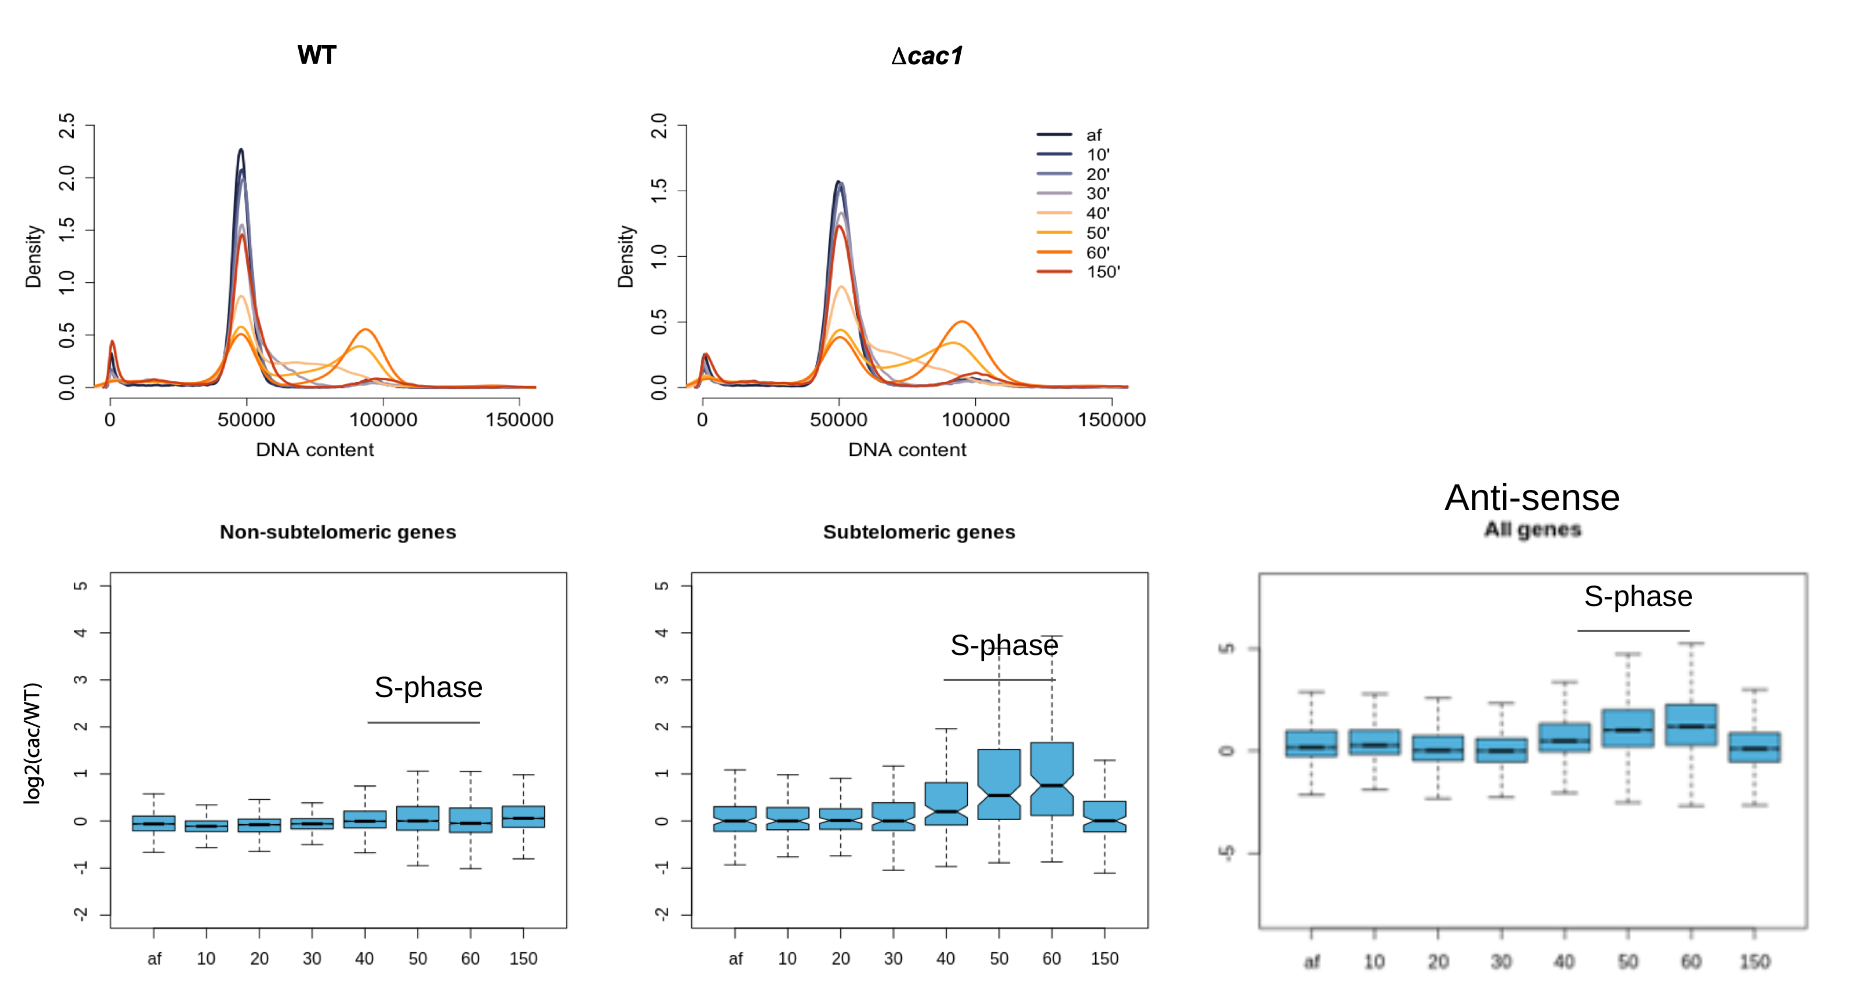 WT
Δcac1
2.5
2.0
1.5
1.0
0.5
0.0
Density
0 50000 100000 150000
DNA content
2.0
1.5
1.0
0.5
0.0
Density
0 50000 100000 150000
DNA content
af
10'
20'
30'
40'
50'
60'
150'
Non-subtelomeric genes
log2(cac/WT)
5
4
3
2
1
0
-1
-2
S-phase
af 10 20 30 40 50 60 150
Subtelomeric genes
5
4
3
2
1
0
-1
-2
S-phase
af 10 20 30 40 50 60 150
Anti-sense
All genes
5
0
-5
S-phase
af 10 20 30 40 50 60 150